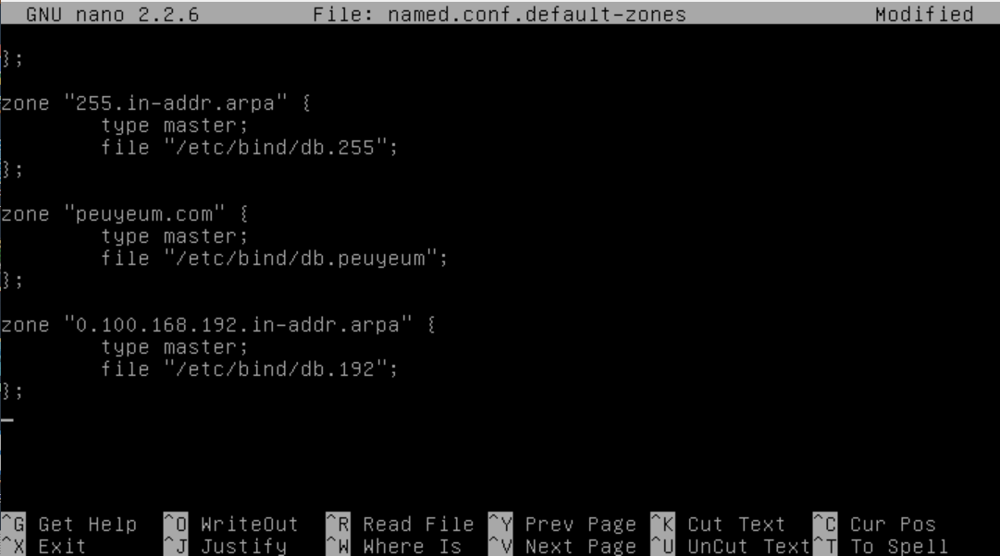 GNU nano 2.2.6 File: named.conf.default-zones Modified
};
zone "255.in-addr.arpa" {
type master;
file "/etc/bind/db.255";
};
zone "peuyeum.com" {
type master;
file "/etc/bind/db.peuyeum";
};
zone "0.100.168.192.in-addr.arpa" {
type master;
file "/etc/bind/db.192";
};
^G Get Help ^O WriteOut ^R Read File ^Y Prev Page ^K Cut Text ^C Cur Pos
^X Exit ^J Justify ^W Where Is ^V Next Page ^U UnCut Text ^T To Spell